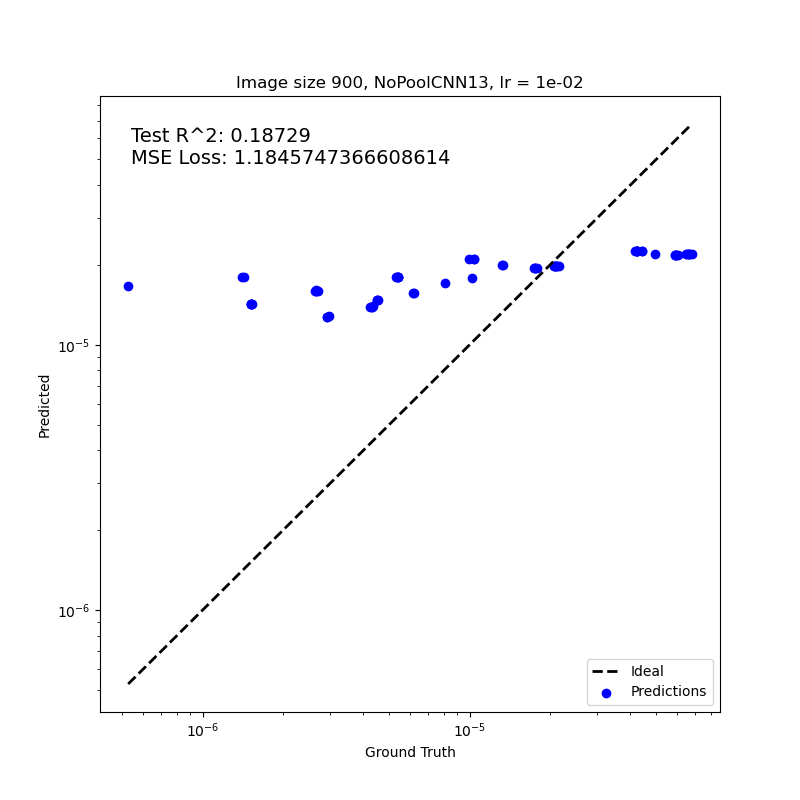 Image size 900, NoPoolCNN13, lr = 1e-02
Test R^2: 0.18729
MSE Loss: 1.1845747366608614
10⁻⁵
Predicted
10⁻⁶
Ideal
Predictions
10⁻⁶
10⁻⁵
Ground Truth